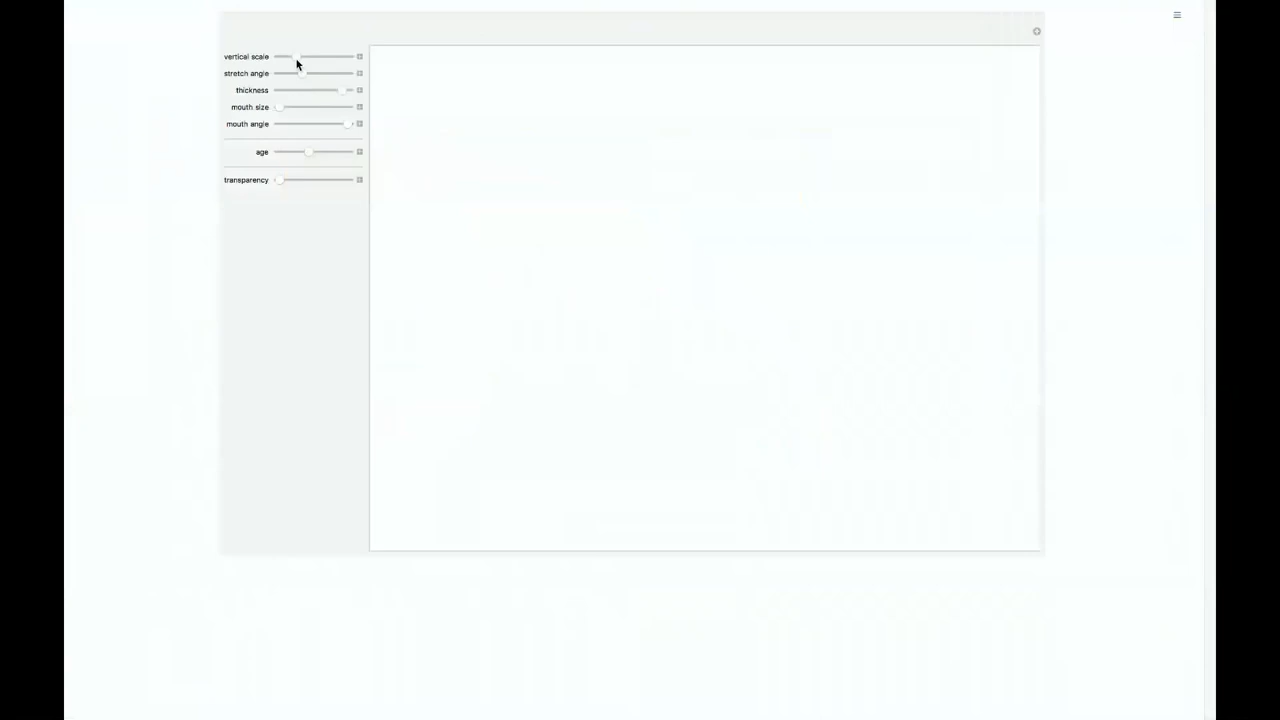 vertical scale
stretch angle
thickness
mouth size
mouth angle
age
transparency